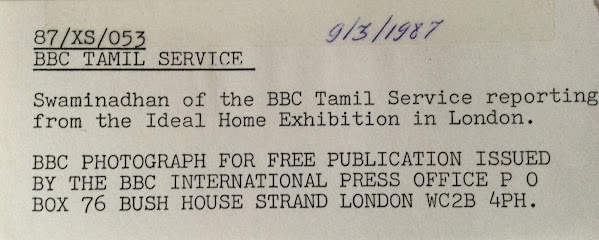 87/XS/053 9/3/1987
BBC TAMIL SERVICE
Swaminadhan of the BBC Tamil Service reporting
from the Ideal Home Exhibition in London.
BBC PHOTOGRAPH FOR FREE PUBLICATION ISSUED
BY THE BBC INTERNATIONAL PRESS OFFICE P O
BOX 76 BUSH HOUSE STRAND LONDON WC2B 4PH.